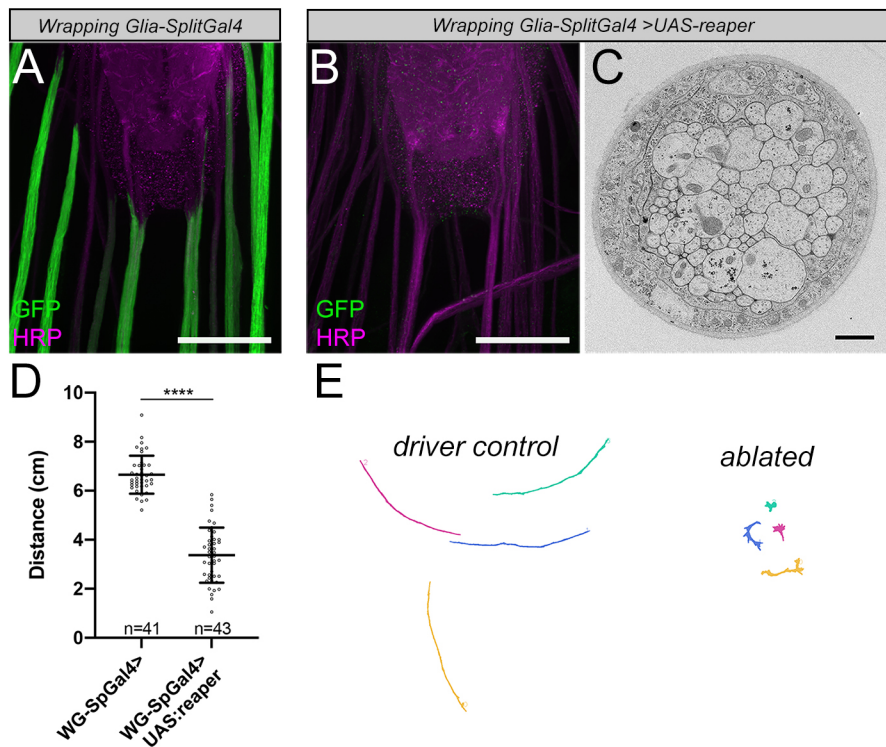 Wrapping Glia-SplitGal4
Wrapping Glia-SplitGal4 >UAS-reaper
A
GFP
HRP
B
GFP
HRP
C
D
****
10
8
6
4
2
0
Distance (cm)
n=41
n=43
WG-SpGal4>
WG-SpGal4>
UAS:reaper
E
driver control
ablated